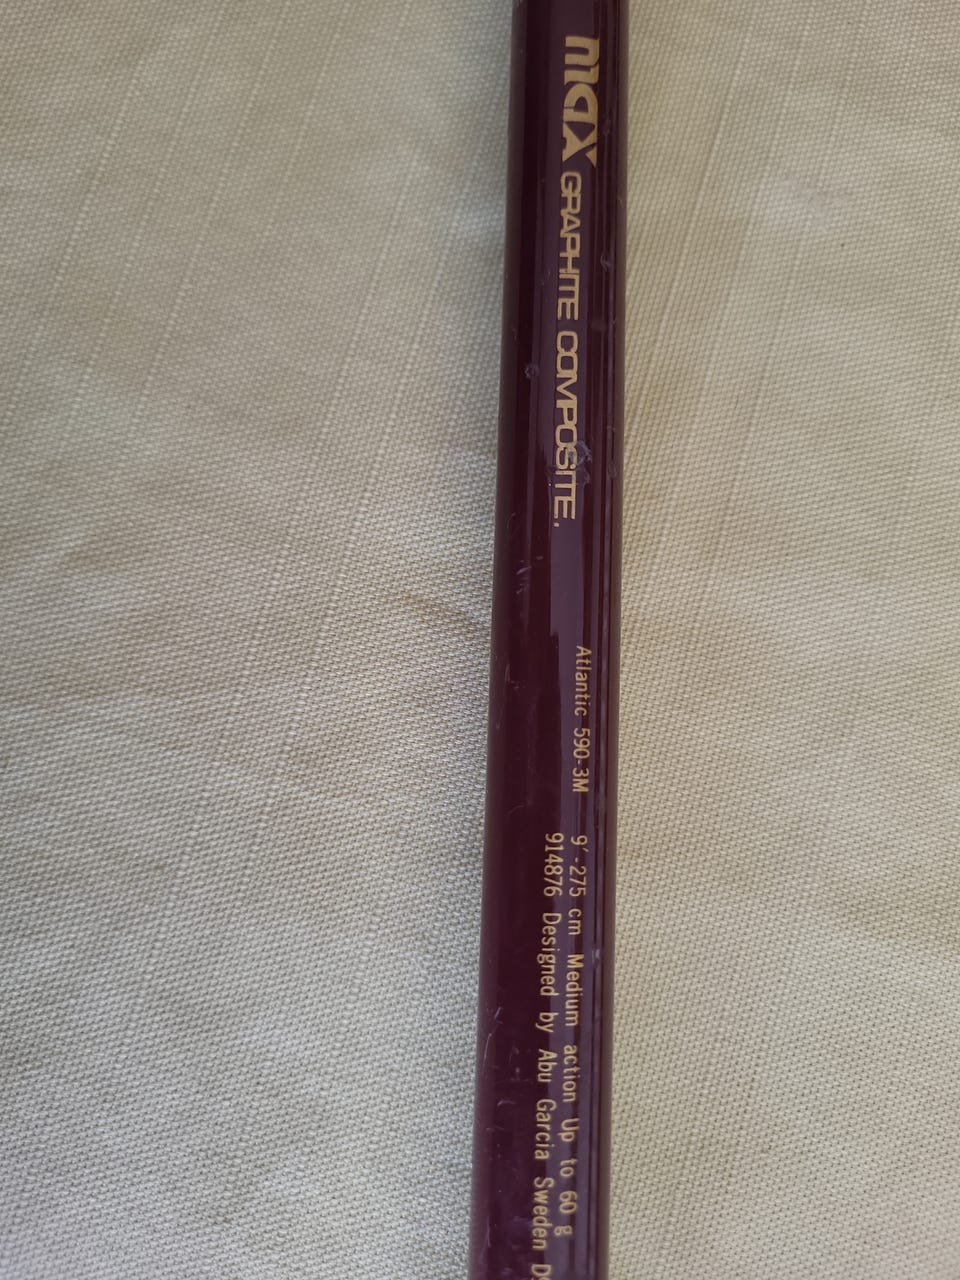 max GRAPHITE COMPOSITE.
Atlantic 590-3M
9'-275 cm Medium action Up to 60 g
914876 Designed by Abu Garcia Sweden